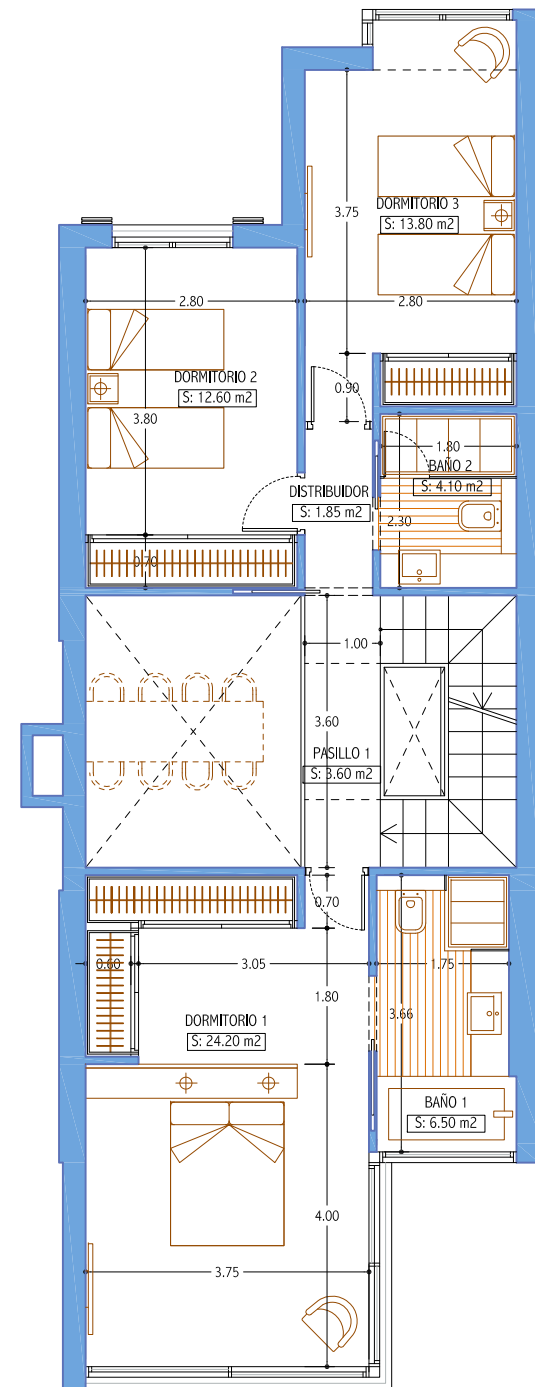 DORMITORIO 3
S: 13.80 m2
3.75
2.80
2.80
DORMITORIO 2
S: 12.60 m2
0.90
3.80
1.80
BAÑO 2
S: 4.10 m2
DISTRIBUIDOR
S: 1.85 m2
2.30
0.70
1.00
3.60
PASILLO 1
S: 3.60 m2
0.70
0.60
3.05
1.75
1.80
3.66
DORMITORIO 1
S: 24.20 m2
BAÑO 1
S: 6.50 m2
4.00
3.75